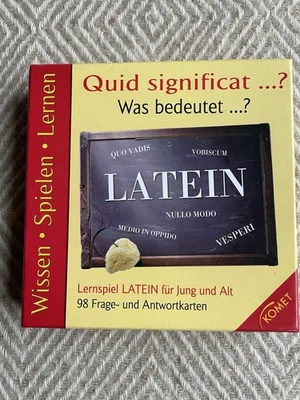 Wissen • Spielen • Lernen
Quid significat ...?
Was bedeutet ...?
QUO VADIS
VOBISCUM
LATEIN
NULLO MODO
MEDIO IN OPPIDO
VESPERI
Lernspiel LATEIN für Jung und Alt
98 Frage- und Antwortkarten
KOMET